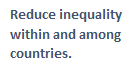 Reduce inequality
within and among
countries.